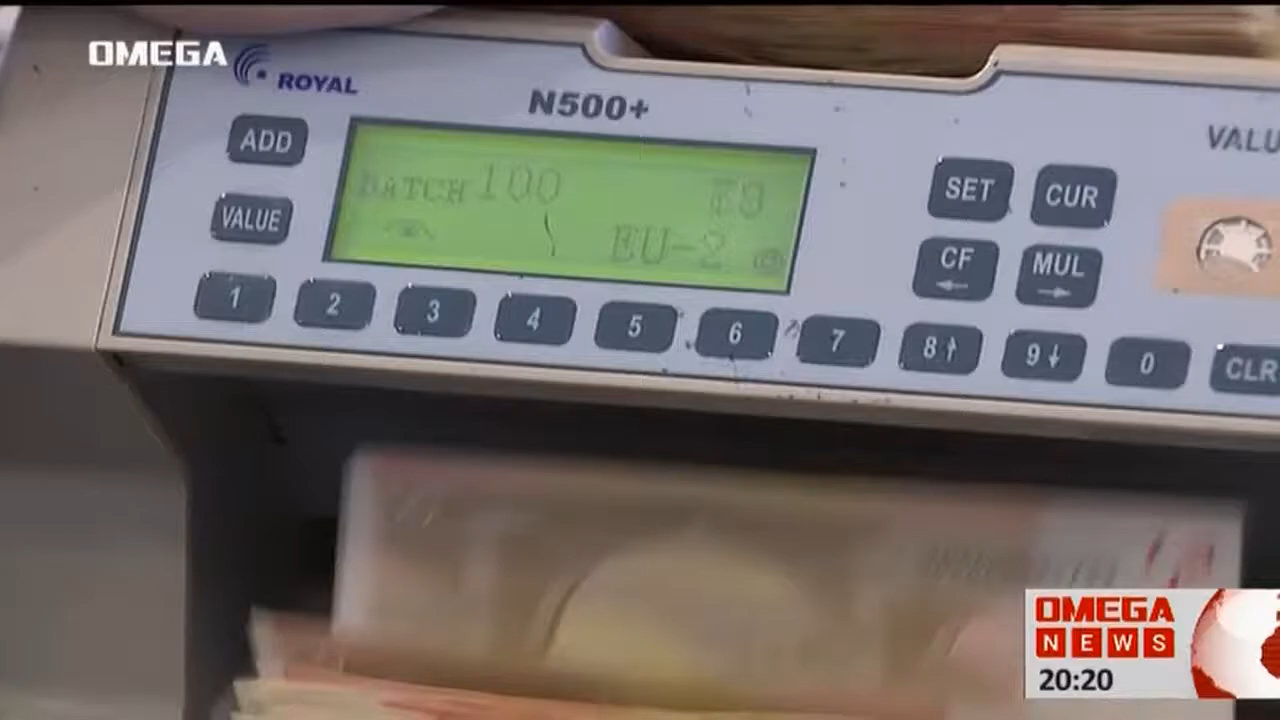 OMEGA
ROYAL
N500+
VALU
ADD
BATCH 100
SET
CUR
VALUE
EU-2
CF
MUL
1
2
3
4
5
6
7
8
9
0
CLR
OMEGA
NEWS
20:20